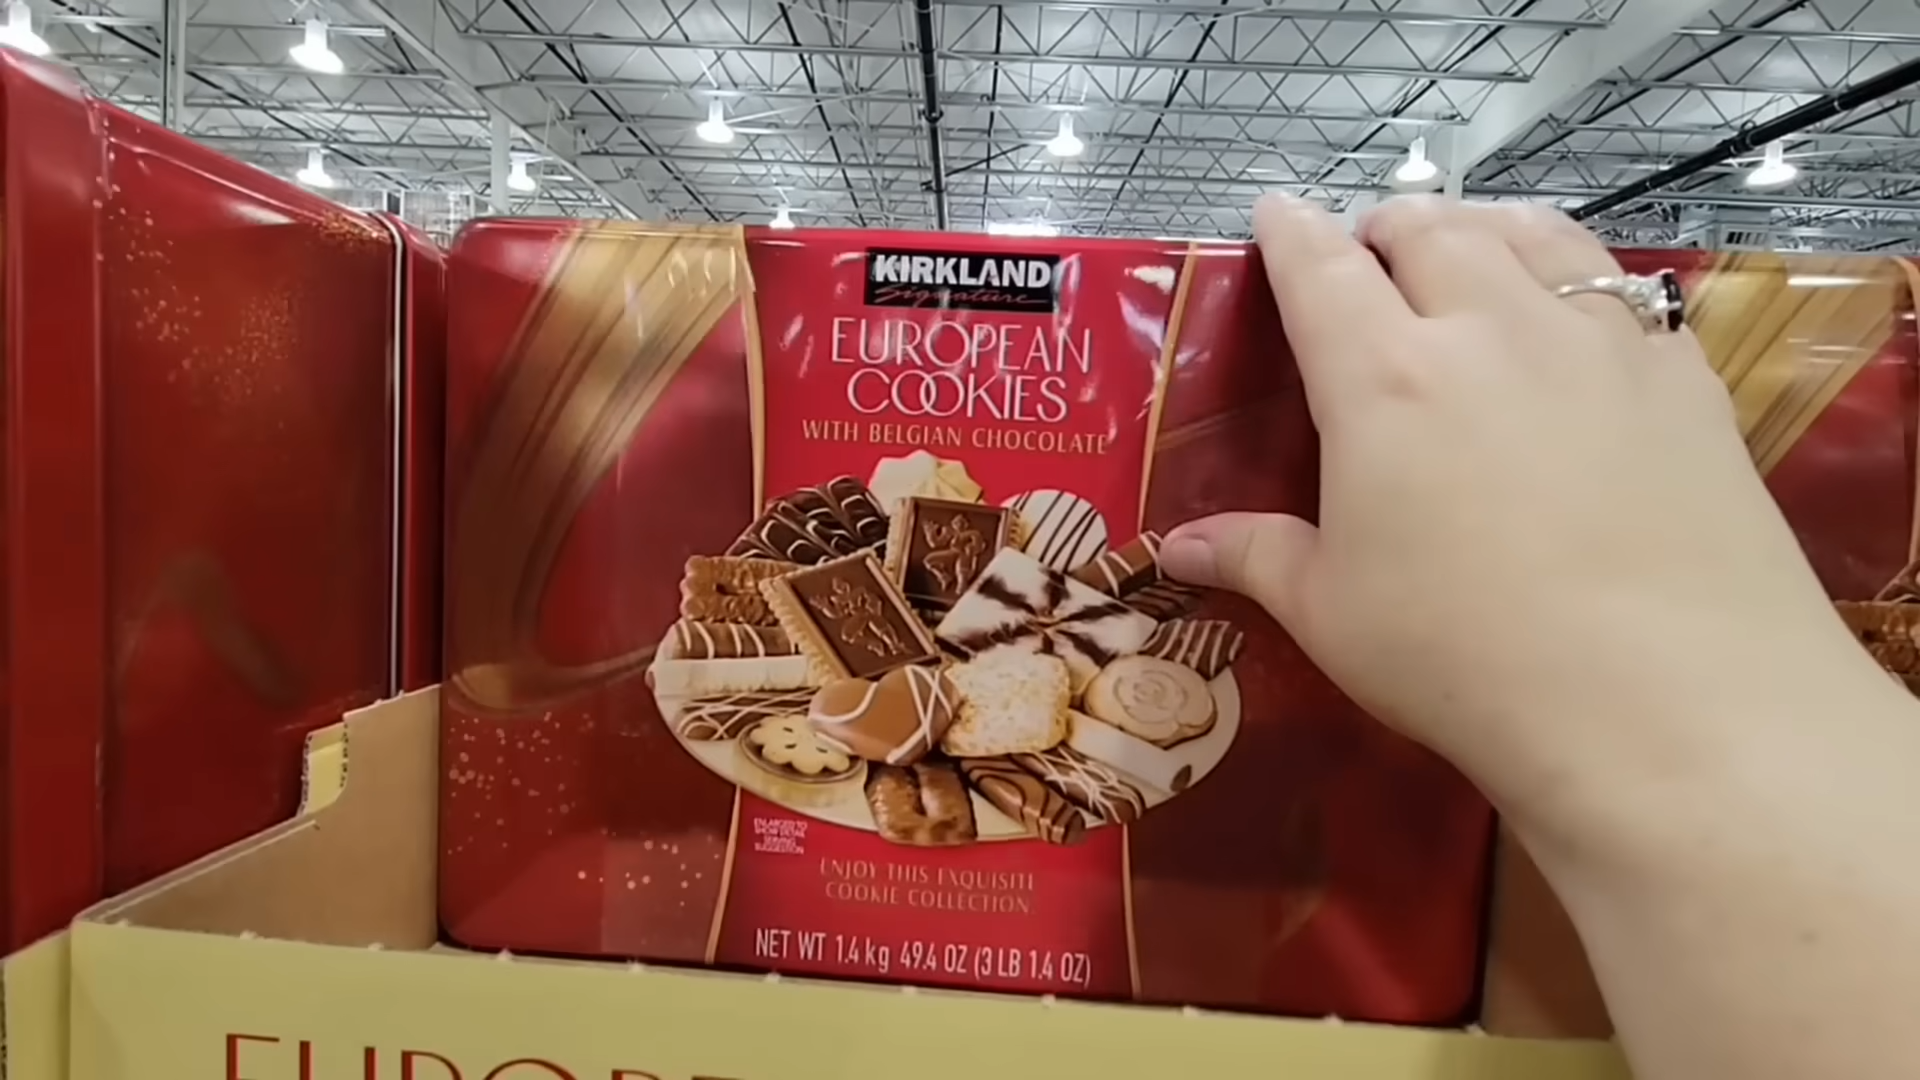 KIRKLAND
Signature
EUROPEAN
COOKIES
WITH BELGIAN CHOCOLATE
ENLARGED TO
SHOW DETAIL
SERVING
SUGGESTION
ENJOY THIS EXQUISITE
COOKIE COLLECTION.
NET WT 1.4 kg 49.4 OZ (3 LB 1.4 OZ)